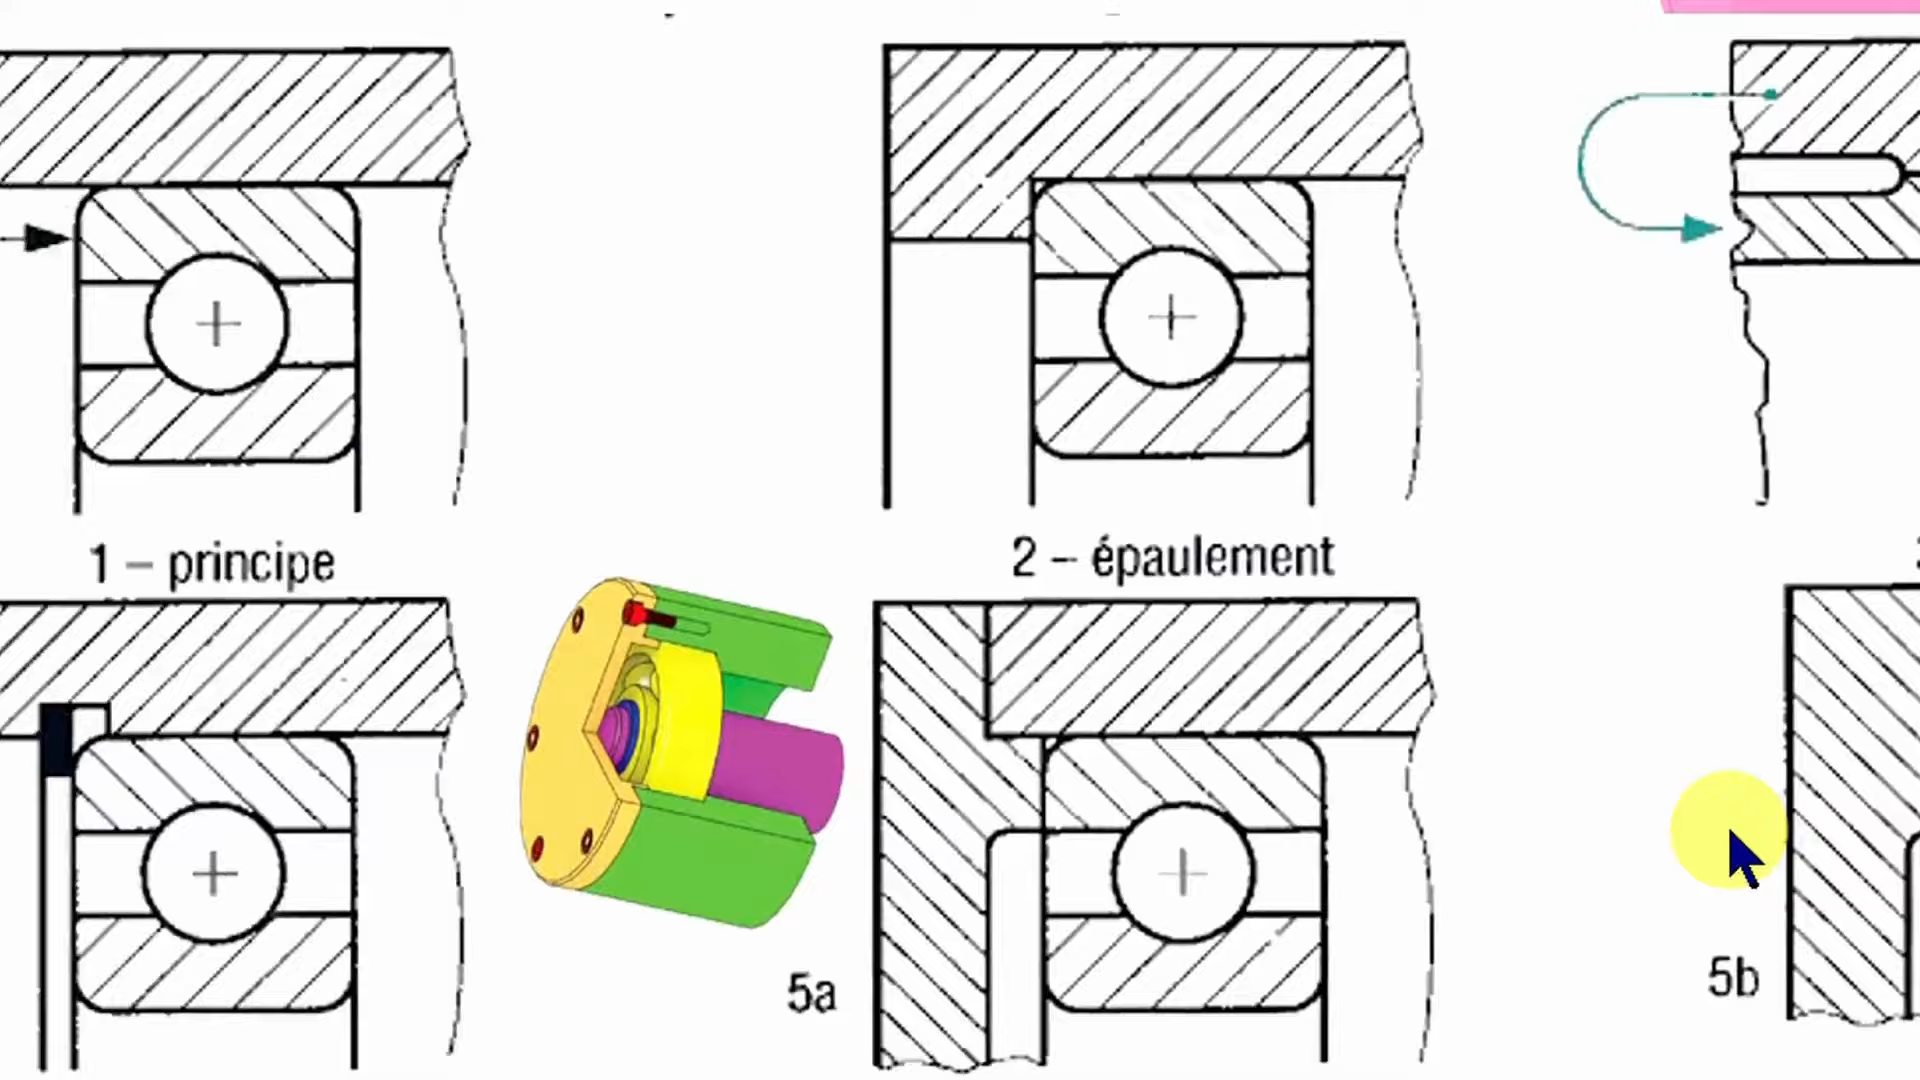 1 – principe
2 – épaulement
5a
5b